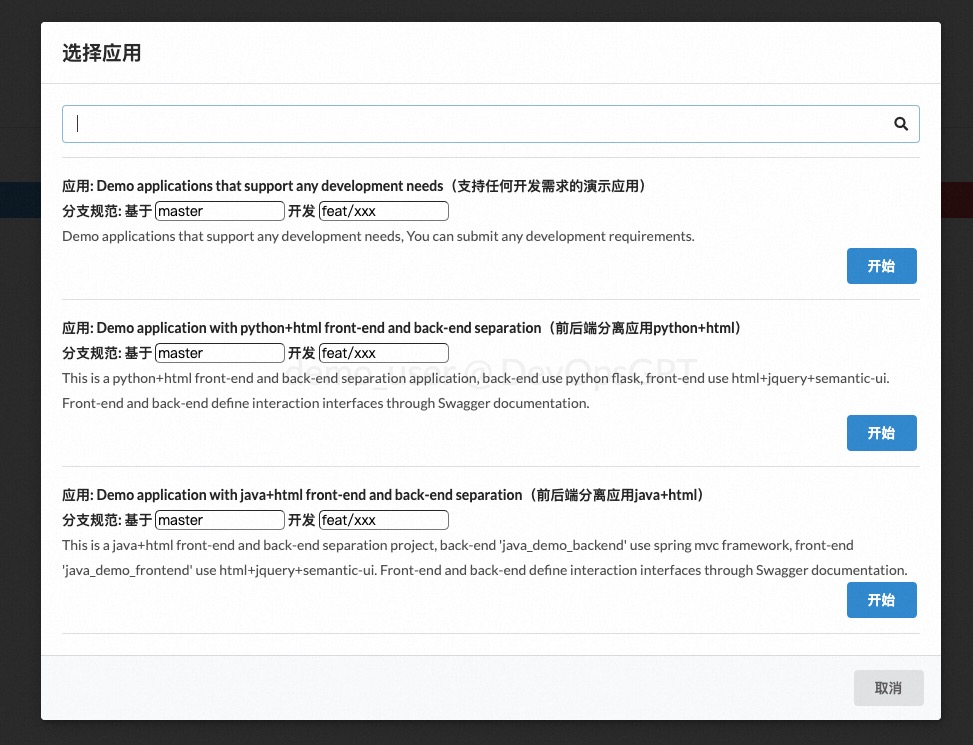 选择应用
应用: Demo applications that support any development needs（支持任何开发需求的演示应用）
分支规范: 基于 master 开发 feat/xxx
Demo applications that support any development needs, You can submit any development requirements.
开始
应用: Demo application with python+html front-end and back-end separation（前后端分离应用python+html）
分支规范: 基于 master 开发 feat/xxx
demo_user @ DevOpsGPT
This is a python+html front-end and back-end separation application, back-end use python flask, front-end use html+jquery+semantic-ui.
Front-end and back-end define interaction interfaces through Swagger documentation.
开始
应用: Demo application with java+html front-end and back-end separation（前后端分离应用java+html）
分支规范: 基于 master 开发 feat/xxx
This is a java+html front-end and back-end separation project, back-end 'java_demo_backend' use spring mvc framework, front-end
'java_demo_frontend' use html+jquery+semantic-ui. Front-end and back-end define interaction interfaces through Swagger documentation.
开始
取消